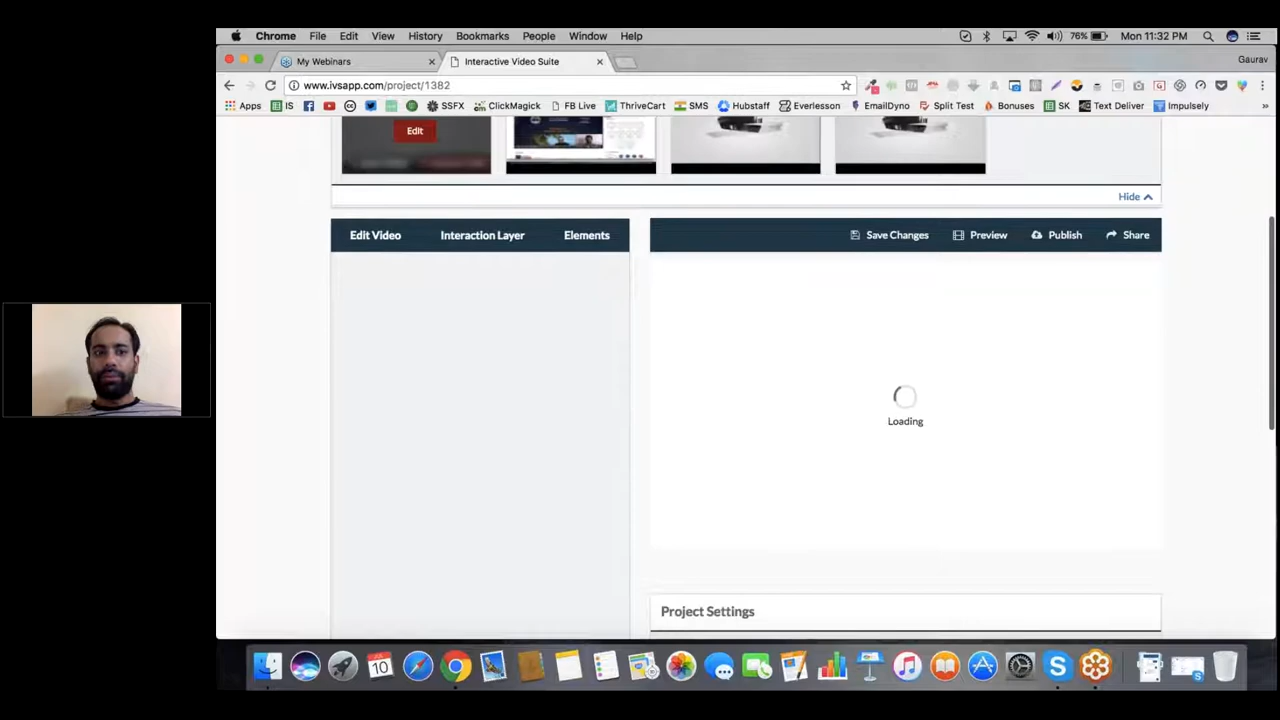 Chrome File Edit View History Bookmarks People Window Help 76% Mon 11:32 PM
My Webinars Interactive Video Suite Gaurav
www.ivsapp.com/project/1382
Apps IS FB Live SSFX ClickMagick ThriveCart SMS Hubstaff Everlesson EmailDyno Split Test Bonuses SK Text Deliver Impulsely
Edit
Hide
Edit Video Interaction Layer Elements Save Changes Preview Publish Share
Loading
Project Settings
JUL
10